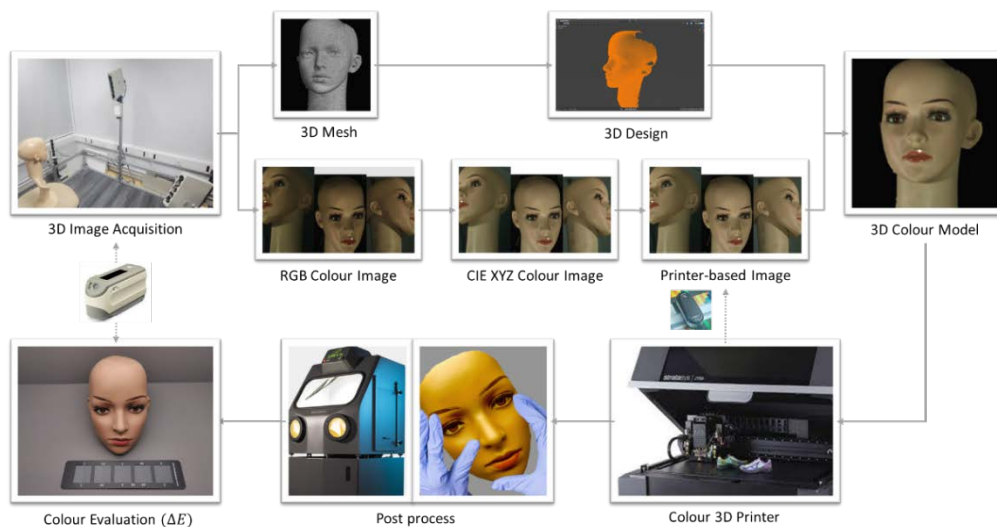 3D Mesh
3D Design
3D Image Acquisition
3D Colour Model
RGB Colour Image
CIE XYZ Colour Image
Printer-based Image
stratasys
Colour Evaluation (ΔE)
Post process
Colour 3D Printer